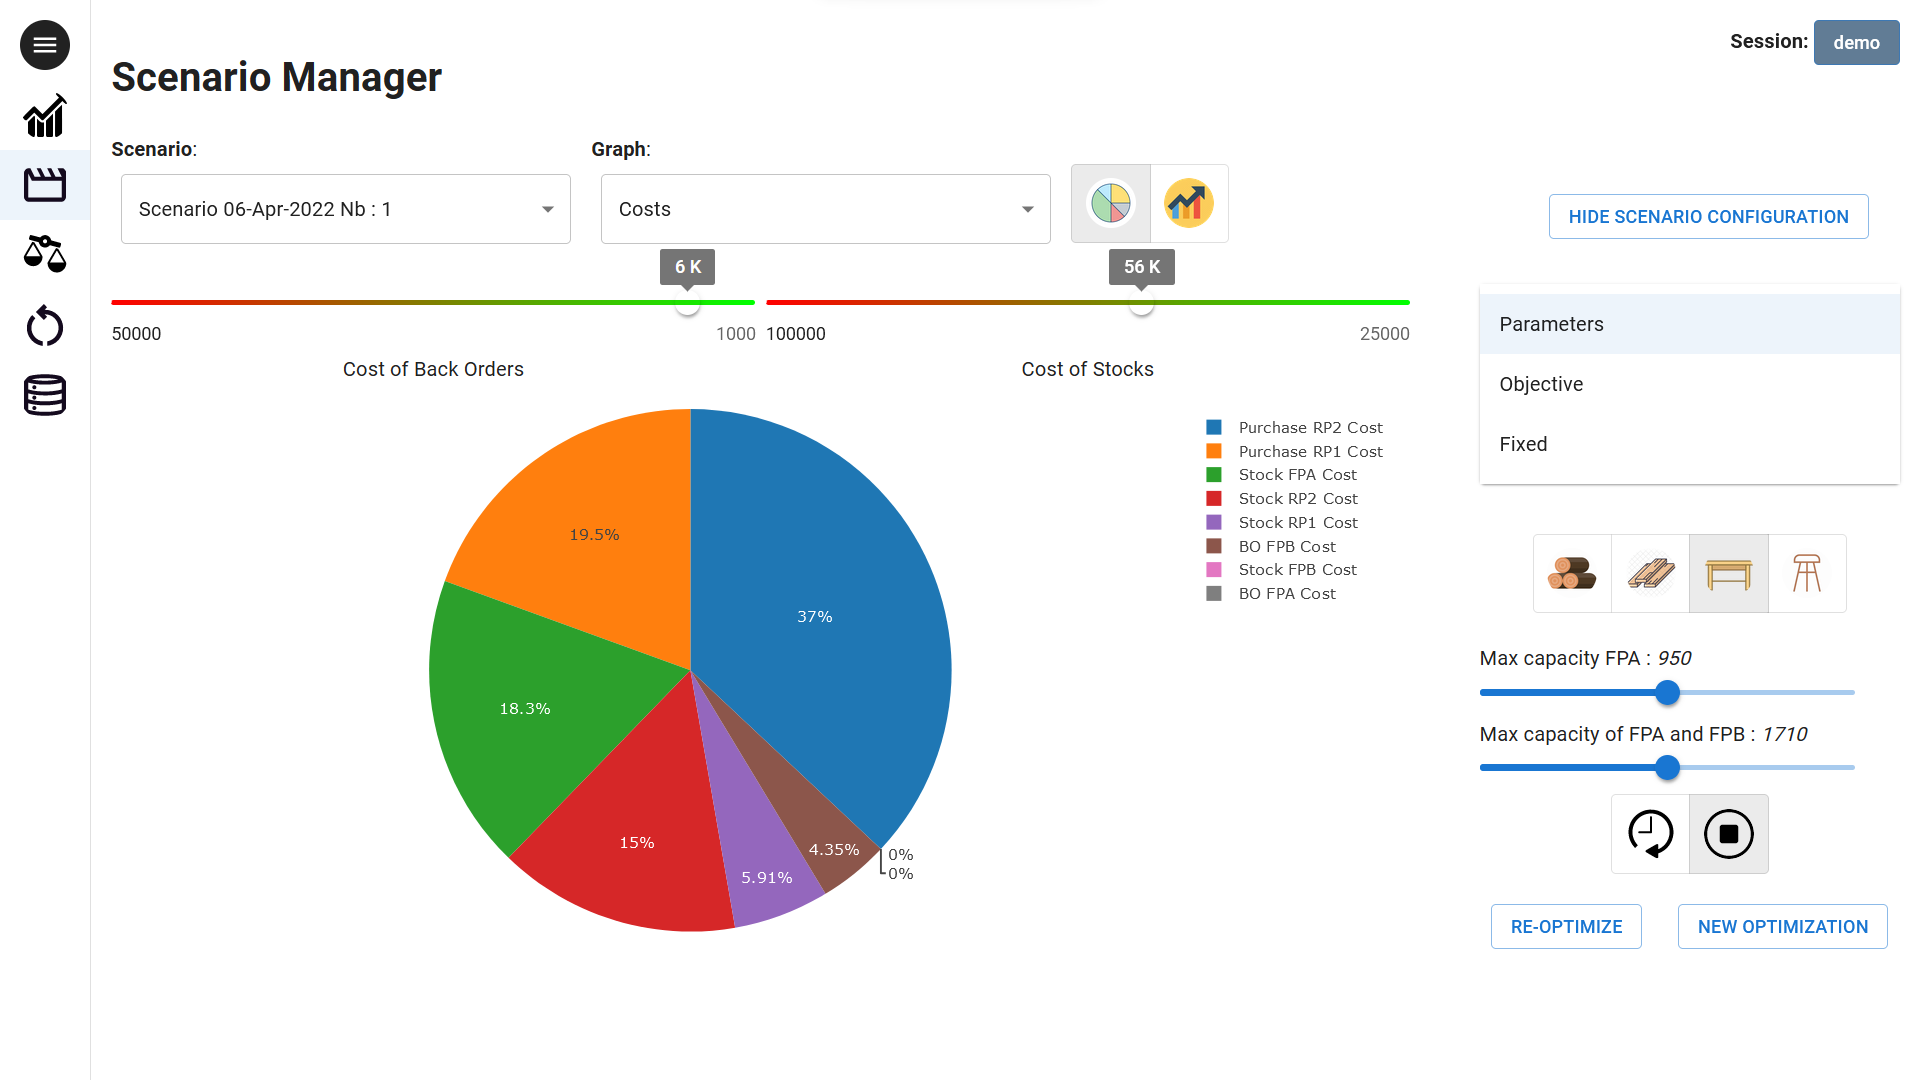 Session: demo
Scenario Manager
Scenario: Graph:
Scenario 06-Apr-2022 Nb : 1
Costs
HIDE SCENARIO CONFIGURATION
6 K
56 K
50000 1000 100000 25000
Cost of Back Orders
Cost of Stocks
Parameters
Objective
Fixed
Purchase RP2 Cost
Purchase RP1 Cost
Stock FPA Cost
Stock RP2 Cost
Stock RP1 Cost
BO FPB Cost
Stock FPB Cost
BO FPA Cost
19.5%
37%
18.3%
15%
4.35%
5.91%
0%
0%
Max capacity FPA : 950
Max capacity of FPA and FPB : 1710
RE-OPTIMIZE
NEW OPTIMIZATION